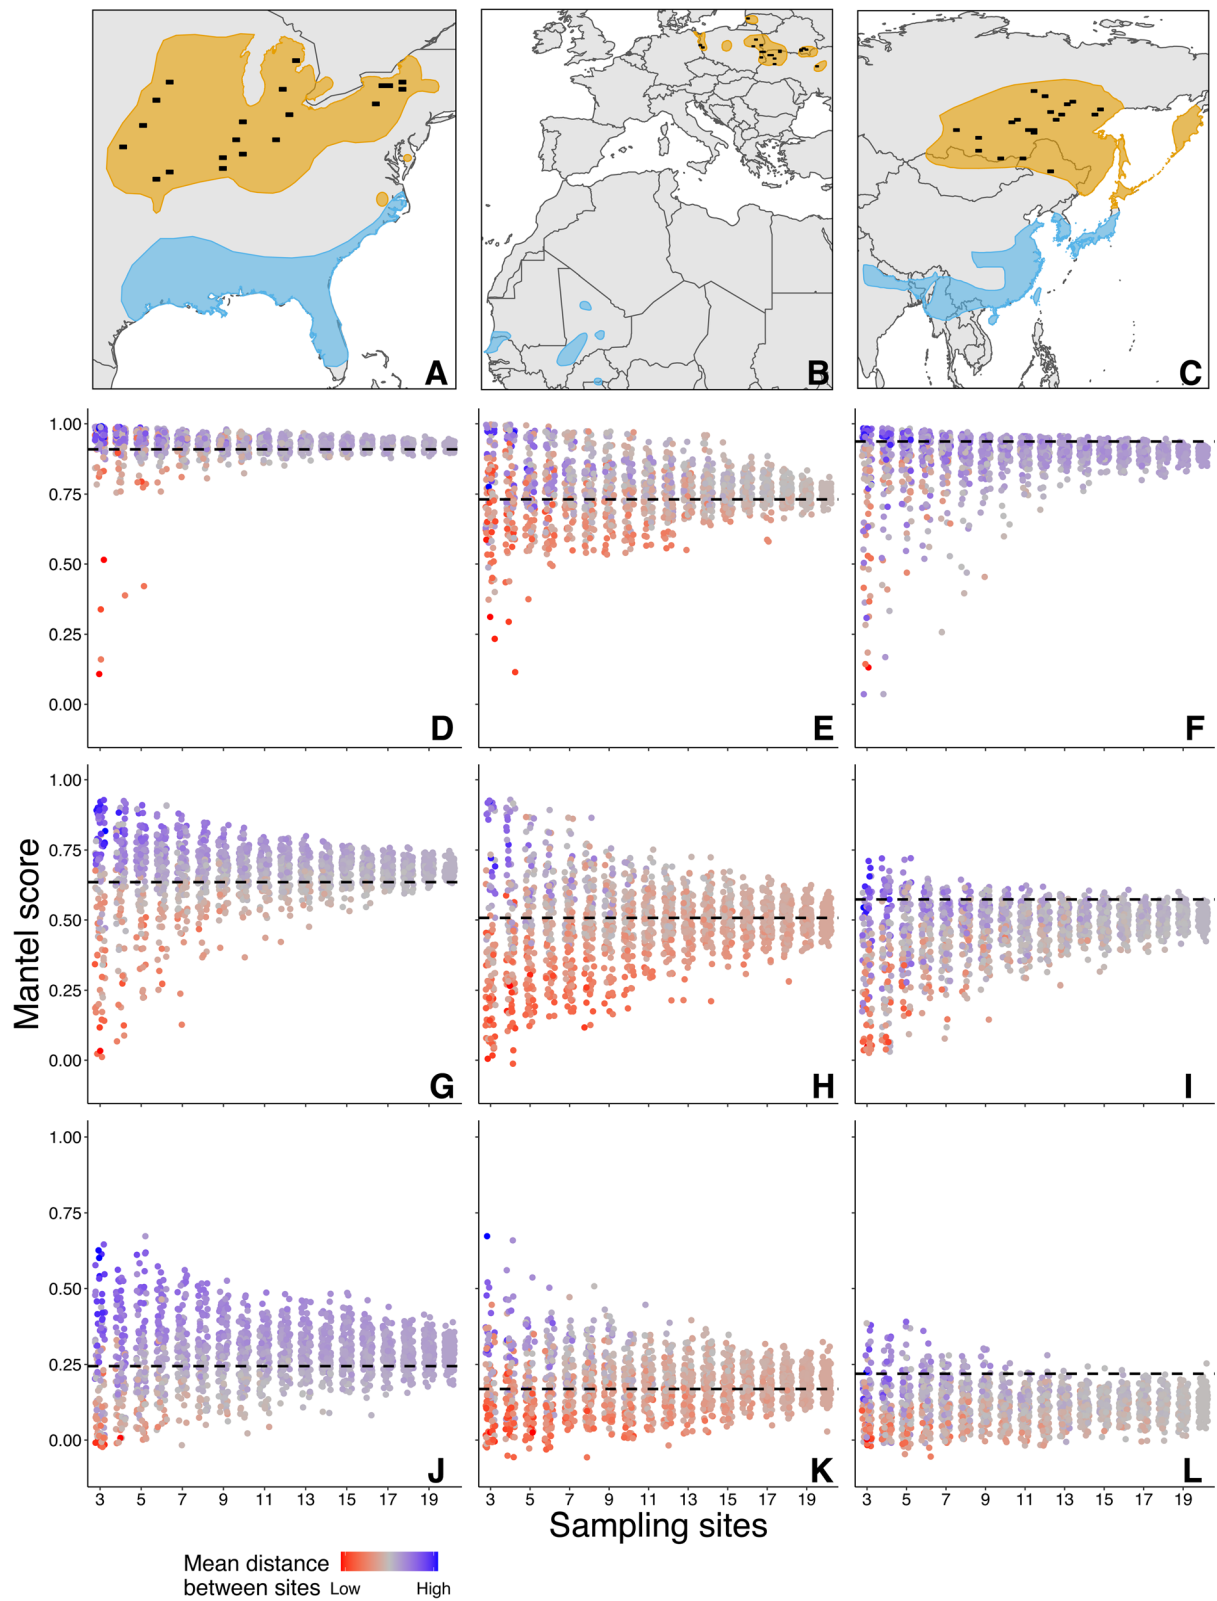 A B C
1.00
0.75
0.50
0.25
0.00
D E F
1.00
0.75
0.50
0.25
0.00
G H I
Mantel score
1.00
0.75
0.50
0.25
0.00
J K L
3 5 7 9 11 13 15 17 19 3 5 7 9 11 13 15 17 19 3 5 7 9 11 13 15 17 19
Sampling sites
Mean distance
between sites Low High